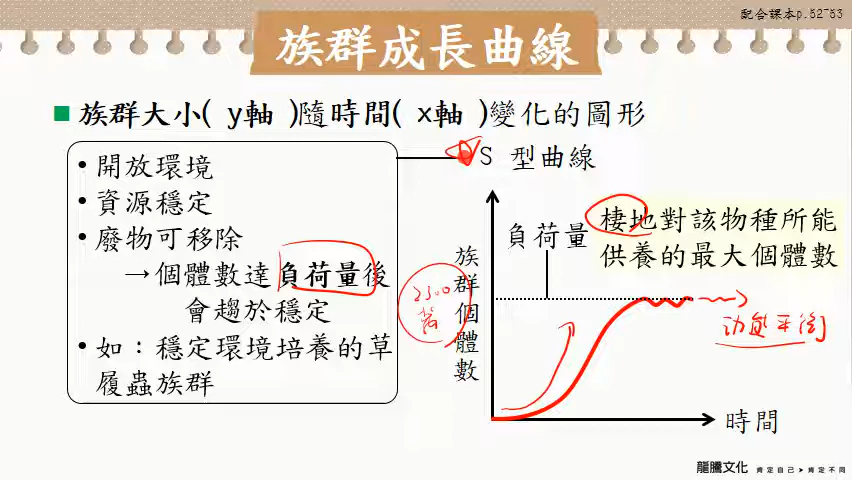 配合課本p.52-53
族群成長曲線
■ 族群大小( y軸 )隨時間( x軸 )變化的圖形
• 開放環境
• 資源穩定
• 廢物可移除
→個體數達負荷量後
會趨於穩定
• 如：穩定環境培養的草
履蟲族群
S 型曲線
負荷量
棲地對該物種所能
供養的最大個體數
族群個體數
2300
萬
动態平衡
時間
龍騰文化 肯定自己➤肯定不同